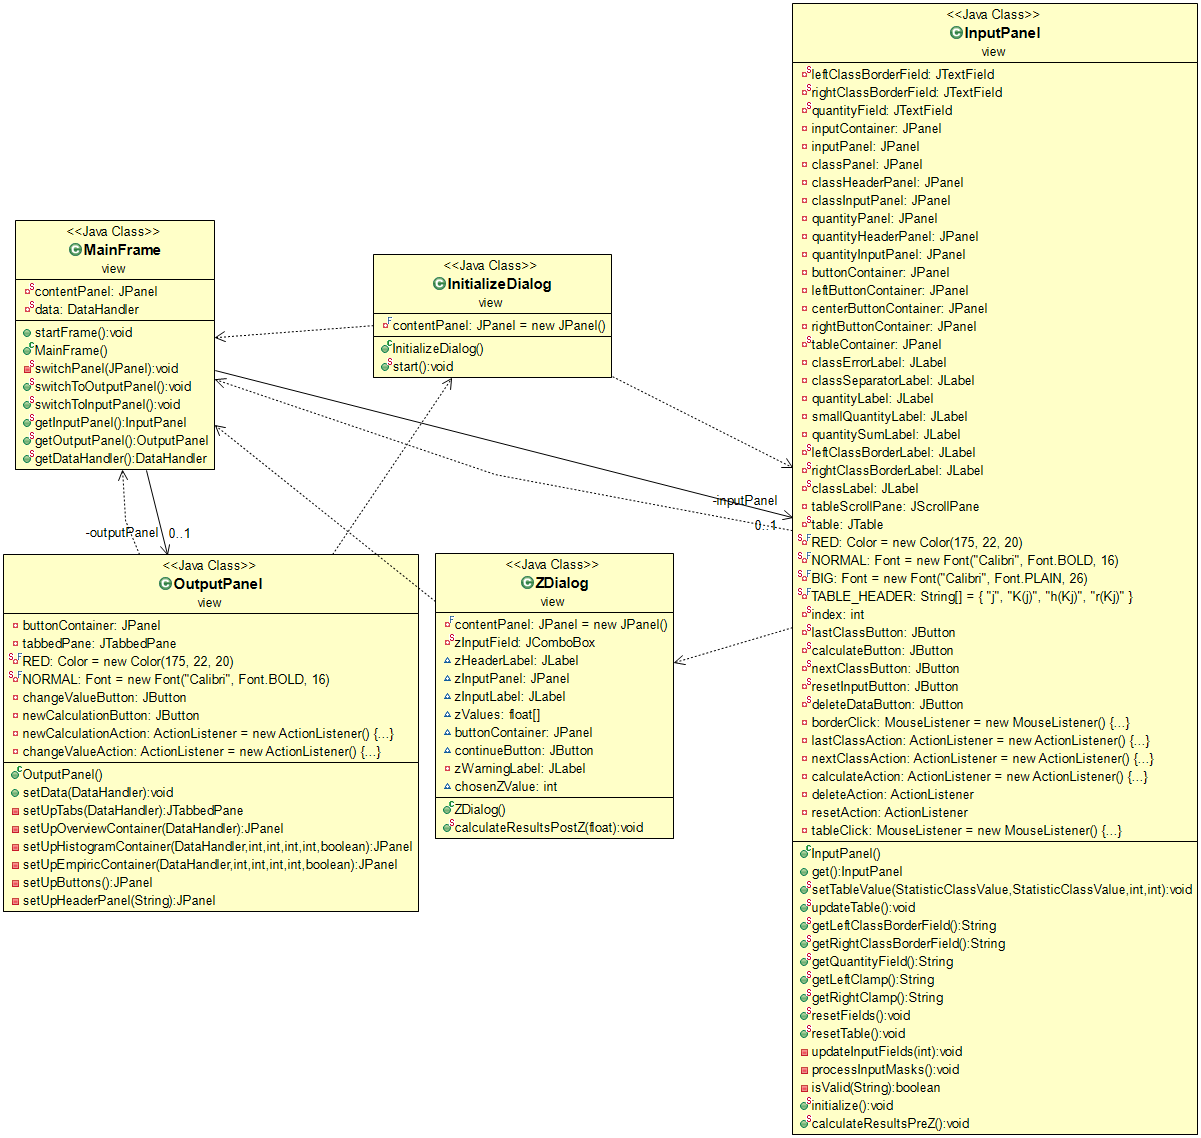 <<Java Class>>
MainFrame
view
contentPanel: JPanel
data: DataHandler
startFrame():void
MainFrame()
switchPanel(JPanel):void
switchToOutputPanel():void
switchToInputPanel():void
getInputPanel():InputPanel
getOutputPanel():OutputPanel
getDataHandler():DataHandler
<<Java Class>>
InitializeDialog
view
contentPanel: JPanel = new JPanel()
InitializeDialog()
start():void
-outputPanel
0..1
-inputPanel
0..1
<<Java Class>>
OutputPanel
view
buttonContainer: JPanel
tabbedPane: JTabbedPane
RED: Color = new Color(175, 22, 20)
NORMAL: Font = new Font("Calibri", Font.BOLD, 16)
changeValueButton: JButton
newCalculationButton: JButton
newCalculationAction: ActionListener = new ActionListener() {...}
changeValueAction: ActionListener = new ActionListener() {...}
OutputPanel()
setData(DataHandler):void
setUpTabs(DataHandler):JTabbedPane
setUpOverviewContainer(DataHandler):JPanel
setUpHistogramContainer(DataHandler,int,int,int,int,boolean):JPanel
setUpEmpiricContainer(DataHandler,int,int,int,int,boolean):JPanel
setUpButtons():JPanel
setUpHeaderPanel(String):JPanel
<<Java Class>>
ZDialog
view
contentPanel: JPanel = new JPanel()
zInputField: JComboBox
zHeaderLabel: JLabel
zInputPanel: JPanel
zInputLabel: JLabel
zValues: float[]
buttonContainer: JPanel
continueButton: JButton
zWarningLabel: JLabel
chosenZValue: int
ZDialog()
calculateResultsPostZ(float):void
<<Java Class>>
InputPanel
view
leftClassBorderField: JTextField
rightClassBorderField: JTextField
quantityField: JTextField
inputContainer: JPanel
inputPanel: JPanel
classPanel: JPanel
classHeaderPanel: JPanel
classInputPanel: JPanel
quantityPanel: JPanel
quantityHeaderPanel: JPanel
quantityInputPanel: JPanel
buttonContainer: JPanel
leftButtonContainer: JPanel
centerButtonContainer: JPanel
rightButtonContainer: JPanel
tableContainer: JPanel
classErrorLabel: JLabel
classSeparatorLabel: JLabel
quantityLabel: JLabel
smallQuantityLabel: JLabel
quantitySumLabel: JLabel
leftClassBorderLabel: JLabel
rightClassBorderLabel: JLabel
classLabel: JLabel
tableScrollPane: JScrollPane
table: JTable
RED: Color = new Color(175, 22, 20)
NORMAL: Font = new Font("Calibri", Font.BOLD, 16)
BIG: Font = new Font("Calibri", Font.PLAIN, 26)
TABLE_HEADER: String[] = { "j", "K(j)", "h(Kj)", "r(Kj)" }
index: int
lastClassButton: JButton
calculateButton: JButton
nextClassButton: JButton
resetInputButton: JButton
deleteDataButton: JButton
borderClick: MouseListener = new MouseListener() {...}
lastClassAction: ActionListener = new ActionListener() {...}
nextClassAction: ActionListener = new ActionListener() {...}
calculateAction: ActionListener = new ActionListener() {...}
deleteAction: ActionListener
resetAction: ActionListener
tableClick: MouseListener = new MouseListener() {...}
InputPanel()
get():InputPanel
setTableValue(StatisticClassValue,StatisticClassValue,int,int):void
updateTable():void
getLeftClassBorderField():String
getRightClassBorderField():String
getQuantityField():String
getLeftClamp():String
getRightClamp():String
resetFields():void
resetTable():void
updateInputFields(int):void
processInputMasks():void
isValid(String):boolean
initialize():void
calculateResultsPreZ():void